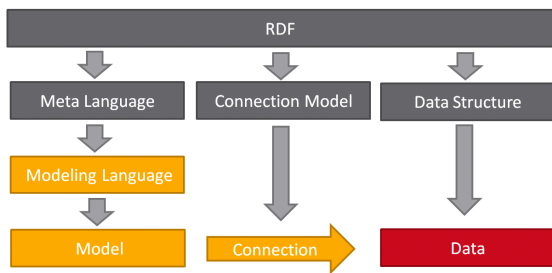 RDF
Meta Language
Connection Model
Data Structure
Modeling Language
Model
Connection
Data